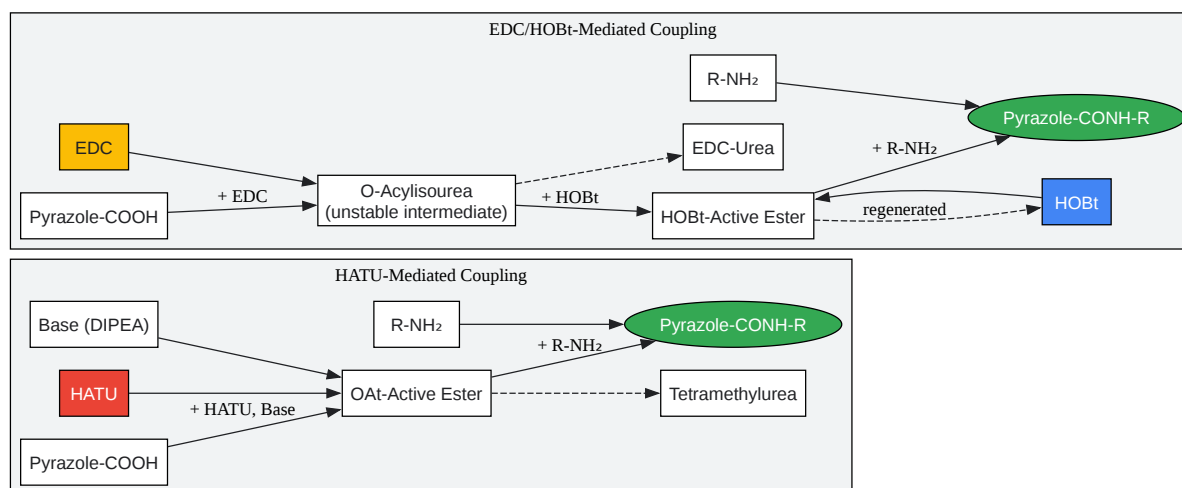 EDC/HOBt-Mediated Coupling
R-NH₂
Pyrazole-CONH-R
EDC
EDC-Urea
+ R-NH₂
Pyrazole-COOH
+ EDC
O-Acylisourea
(unstable intermediate)
+ HOBt
HOBt-Active Ester
regenerated
HOBt
HATU-Mediated Coupling
Base (DIPEA)
R-NH₂
Pyrazole-CONH-R
+ R-NH₂
HATU
+ HATU, Base
OAt-Active Ester
Tetramethylurea
Pyrazole-COOH